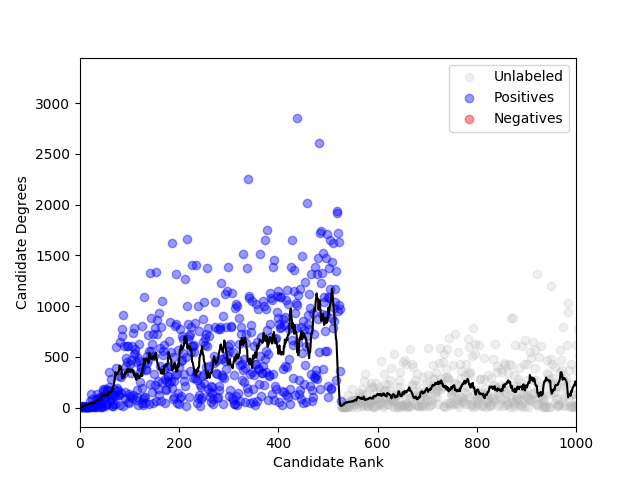 Unlabeled
Positives
Negatives
3000
2500
2000
1500
1000
500
0
Candidate Degrees
0 200 400 600 800 1000
Candidate Rank